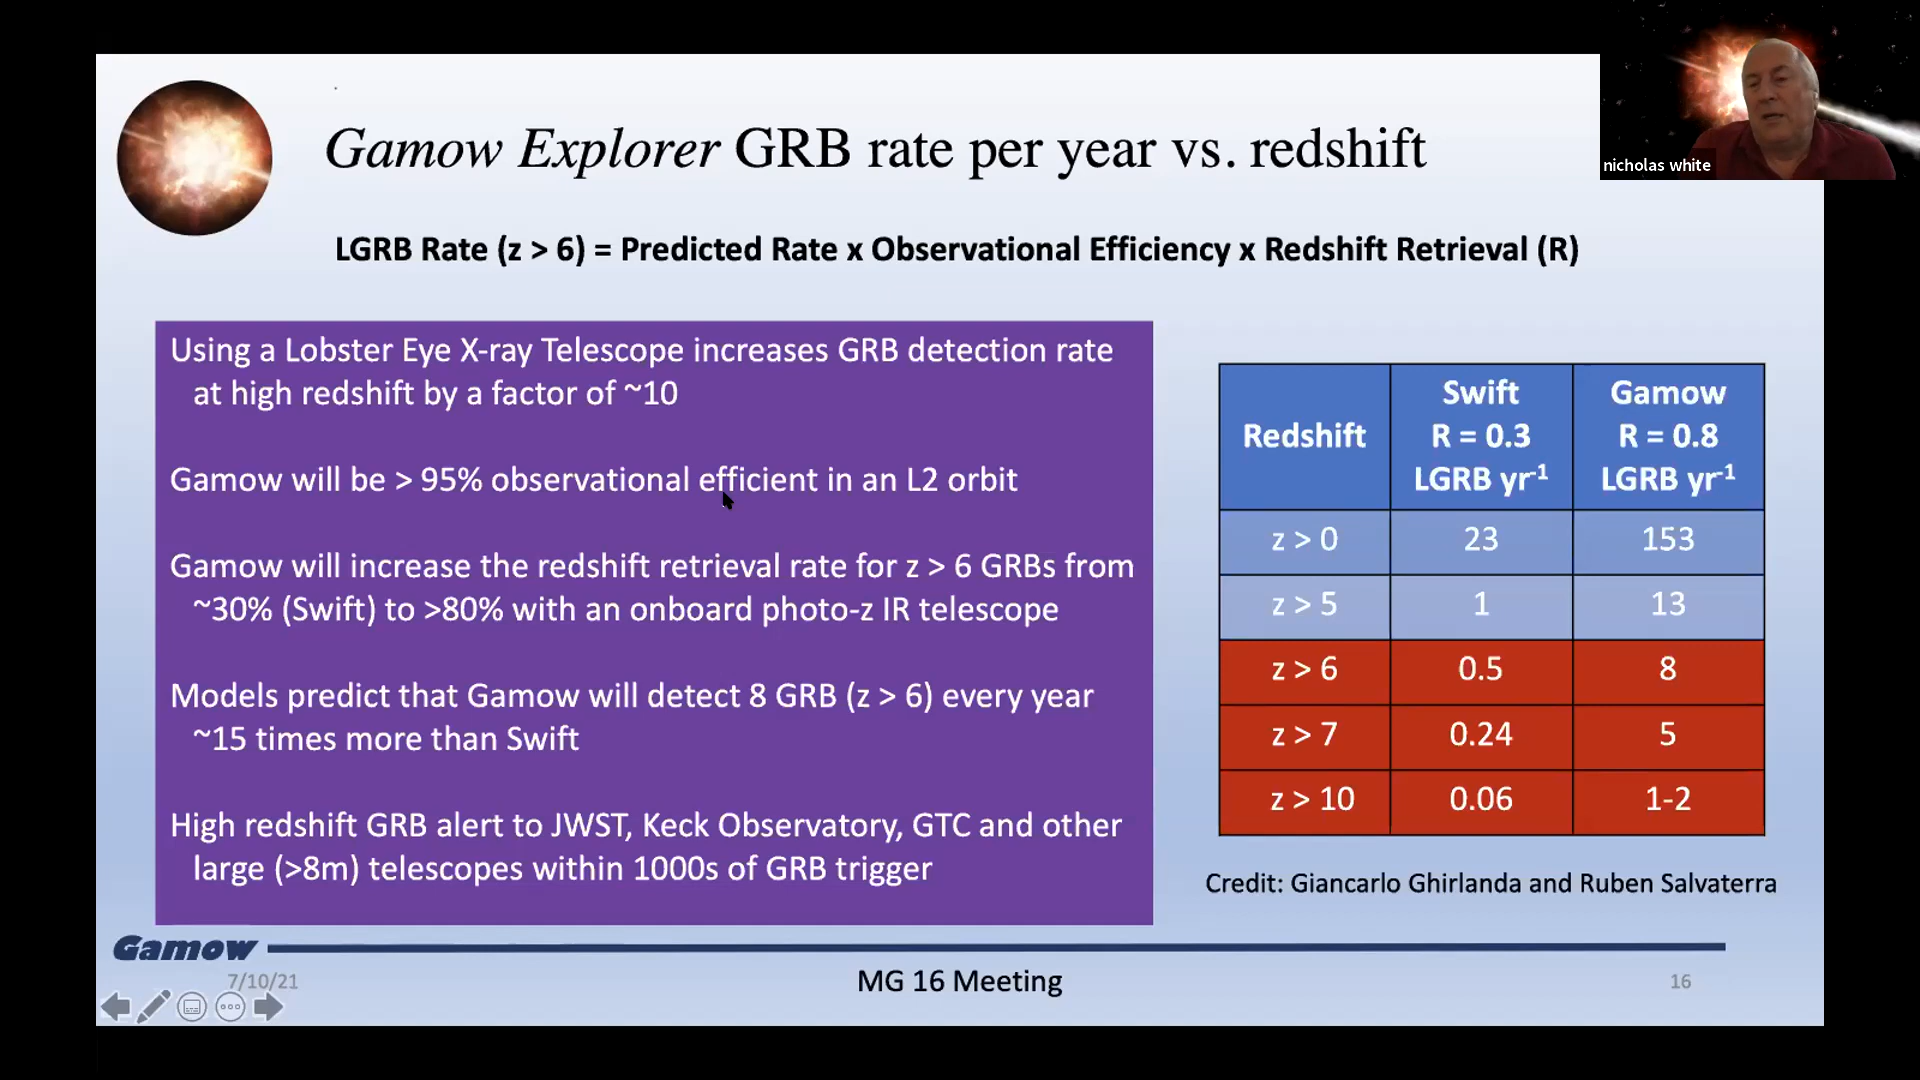 Gamow Explorer GRB rate per year vs. redshift
nicholas white
LGRB Rate (z > 6) = Predicted Rate x Observational Efficiency x Redshift Retrieval (R)
Using a Lobster Eye X-ray Telescope increases GRB detection rate
at high redshift by a factor of ~10
Gamow will be > 95% observational efficient in an L2 orbit
Gamow will increase the redshift retrieval rate for z > 6 GRBs from
~30% (Swift) to >80% with an onboard photo-z IR telescope
Models predict that Gamow will detect 8 GRB (z > 6) every year
~15 times more than Swift
High redshift GRB alert to JWST, Keck Observatory, GTC and other
large (>8m) telescopes within 1000s of GRB trigger
Redshift
Swift
R = 0.3
LGRB yr-1
Gamow
R = 0.8
LGRB yr-1
z > 0 23 153
z > 5 1 13
z > 6 0.5 8
z > 7 0.24 5
z > 10 0.06 1-2
Credit: Giancarlo Ghirlanda and Ruben Salvaterra
Gamow
7/10/21
MG 16 Meeting
16